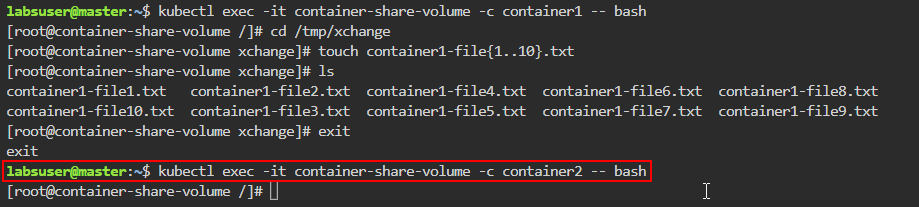 labsuser@master:~$ kubectl exec -it container-share-volume -c container1 -- bash
[root@container-share-volume /]# cd /tmp/xchange
[root@container-share-volume xchange]# touch container1-file{1..10}.txt
[root@container-share-volume xchange]# ls
container1-file1.txt   container1-file2.txt  container1-file4.txt  container1-file6.txt  container1-file8.txt
container1-file10.txt  container1-file3.txt  container1-file5.txt  container1-file7.txt  container1-file9.txt
[root@container-share-volume xchange]# exit
exit
labsuser@master:~$ kubectl exec -it container-share-volume -c container2 -- bash
[root@container-share-volume /]#